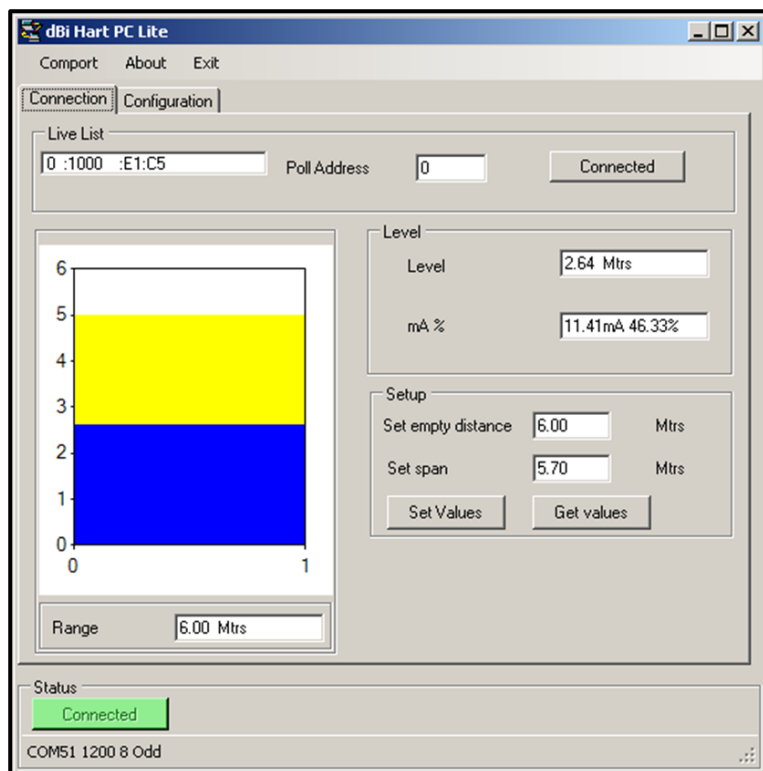 dBi Hart PC Lite
Comport About Exit
Connection Configuration
Live List
0 :1000 :E1:C5 Poll Address 0 Connected
Level
Level 2.64 Mtrs
mA % 11.41mA 46.33%
6
5
4
3
2
1
0
0 1
Range 6.00 Mtrs
Setup
Set empty distance 6.00 Mtrs
Set span 5.70 Mtrs
Set Values Get values
Status
Connected
COM51 1200 8 Odd